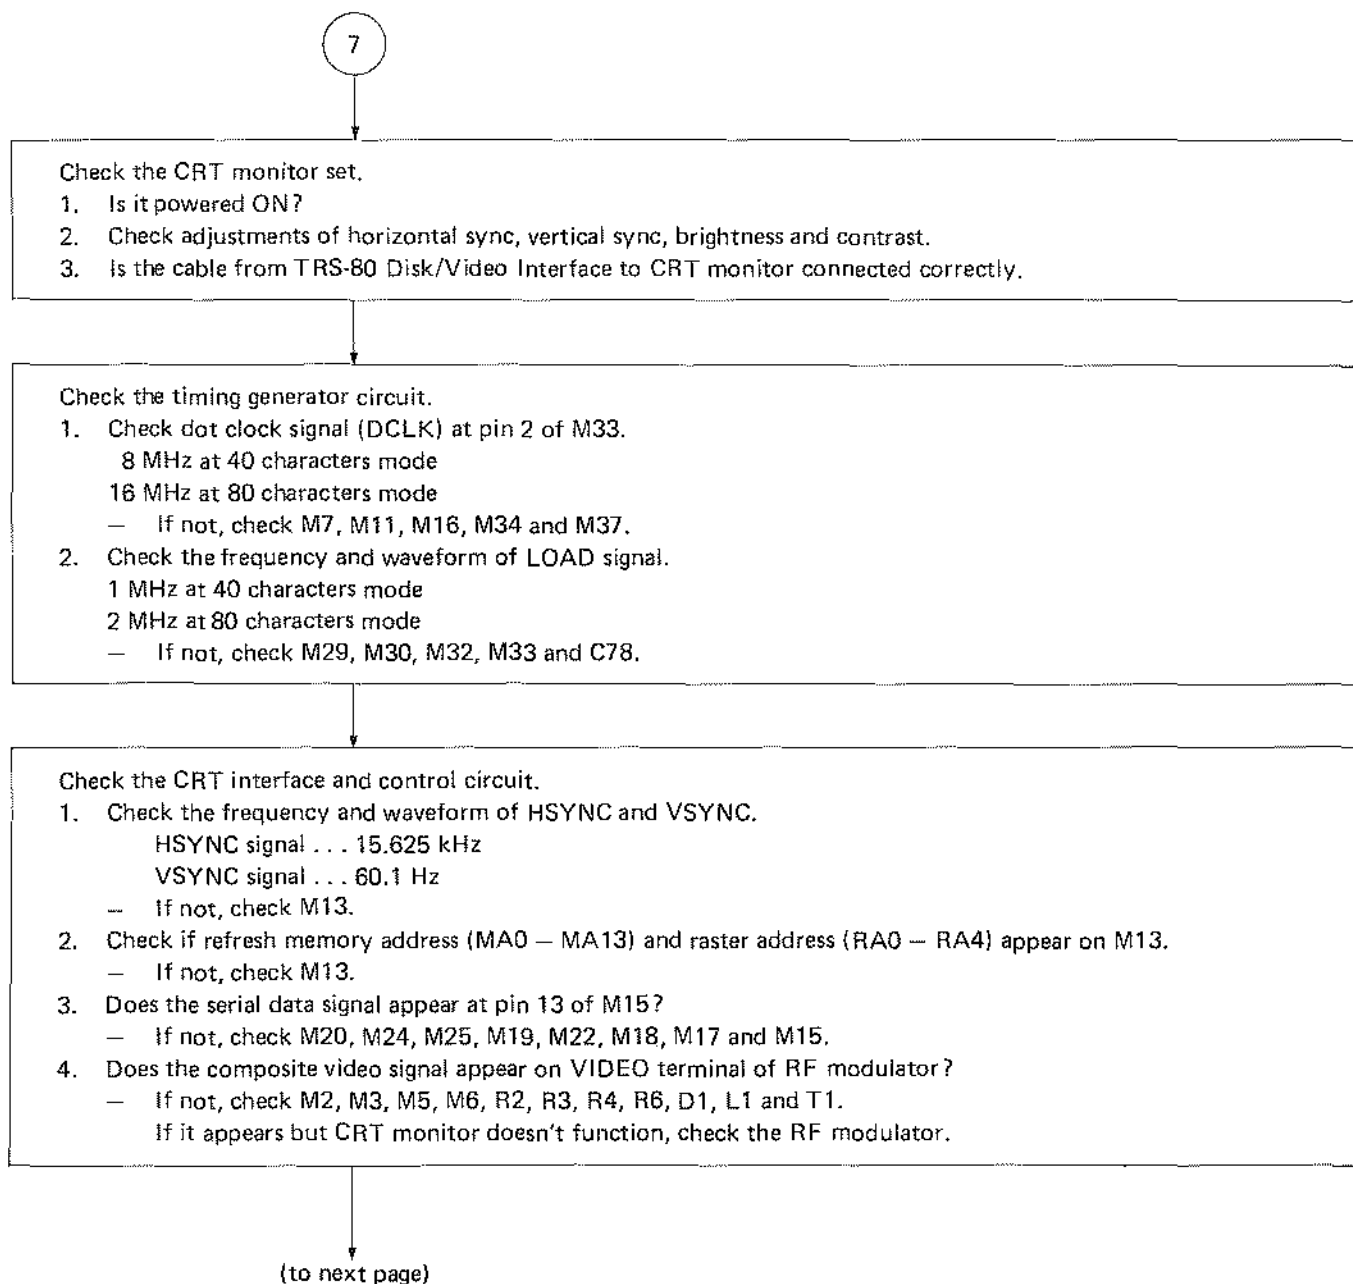 7
Check the CRT monitor set.
1. Is it powered ON?
2. Check adjustments of horizontal sync, vertical sync, brightness and contrast.
3. Is the cable from TRS-80 Disk/Video Interface to CRT monitor connected correctly.
Check the timing generator circuit.
1. Check dot clock signal (DCLK) at pin 2 of M33.
8 MHz at 40 characters mode
16 MHz at 80 characters mode
— If not, check M7, M11, M16, M34 and M37.
2. Check the frequency and waveform of LOAD signal.
1 MHz at 40 characters mode
2 MHz at 80 characters mode
— If not, check M29, M30, M32, M33 and C78.
Check the CRT interface and control circuit.
1. Check the frequency and waveform of HSYNC and VSYNC.
HSYNC signal . . . 15.625 kHz
VSYNC signal . . . 60.1 Hz
— If not, check M13.
2. Check if refresh memory address (MA0 — MA13) and raster address (RA0 — RA4) appear on M13.
— If not, check M13.
3. Does the serial data signal appear at pin 13 of M15?
— If not, check M20, M24, M25, M19, M22, M18, M17 and M15.
4. Does the composite video signal appear on VIDEO terminal of RF modulator?
— If not, check M2, M3, M5, M6, R2, R3, R4, R6, D1, L1 and T1.
If it appears but CRT monitor doesn't function, check the RF modulator.
(to next page)